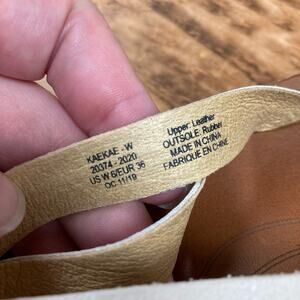 KAEKAE - W
20374 - 2020
US W 6/EUR 36
OC 11/19
Upper: Leather
OUTSOLE: Rubber
MADE IN CHINA
FABRIQUE EN CHINE